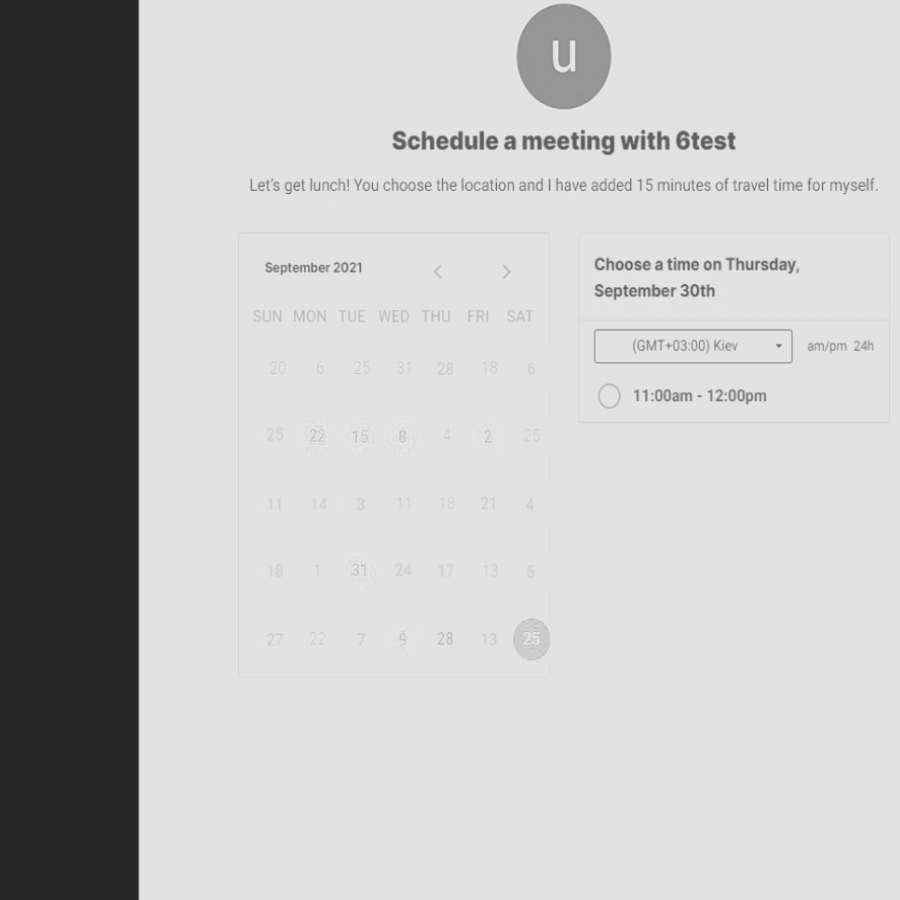 u
Schedule a meeting with 6test
Let's get lunch! You choose the location and I have added 15 minutes of travel time for myself.
September 2021
SUN MON TUE WED THU FRI SAT
20 6 25 31 28 18 6
25 22 15 8 4 2 25
11 14 3 11 18 21 4
18 1 31 24 17 13 5
27 22 7 9 28 13 25
Choose a time on Thursday,
September 30th
(GMT+03:00) Kiev am/pm 24h
11:00am - 12:00pm